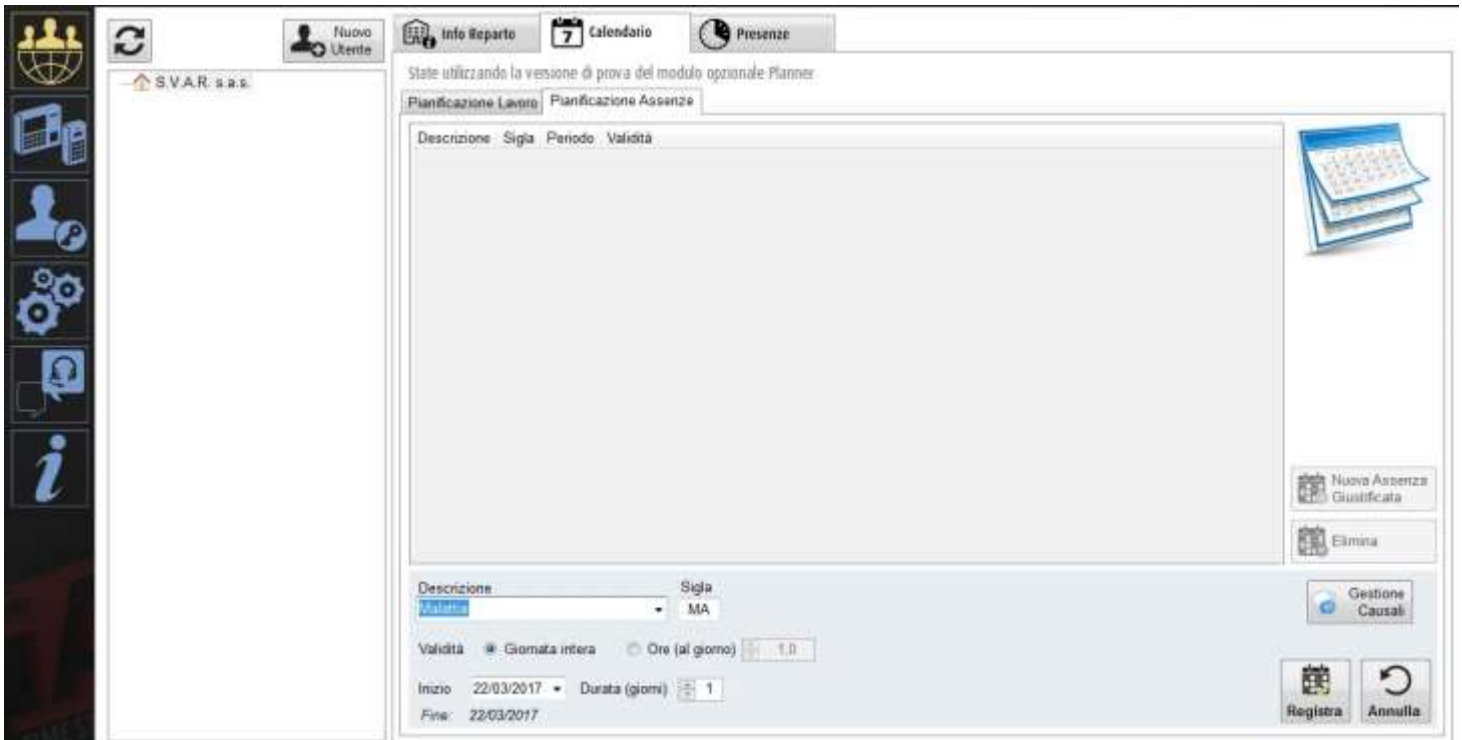 Nuovo
Utente
Info Reparto
7
Calendario
Presenze
S.V.A.R. s.a.s.
State utilizzando la versione di prova del modulo opzionale Planner
Pianificazione Lavoro Pianificazione Assenze
Descrizione Sigla Periodo Validità
Nuova Assenza
Giustificata
Elimina
Descrizione Sigla
Malattia MA
Gestione
Causali
Validità Giornata intera Ore (al giorno) 1,0
Inizio 22/03/2017 Durata (giorni) 1
Fine: 22/03/2017
Registra Annulla